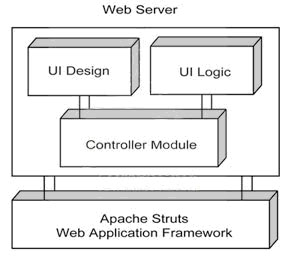 Web Server
UI Design
UI Logic
Controller Module
Apache Struts
Web Application Framework